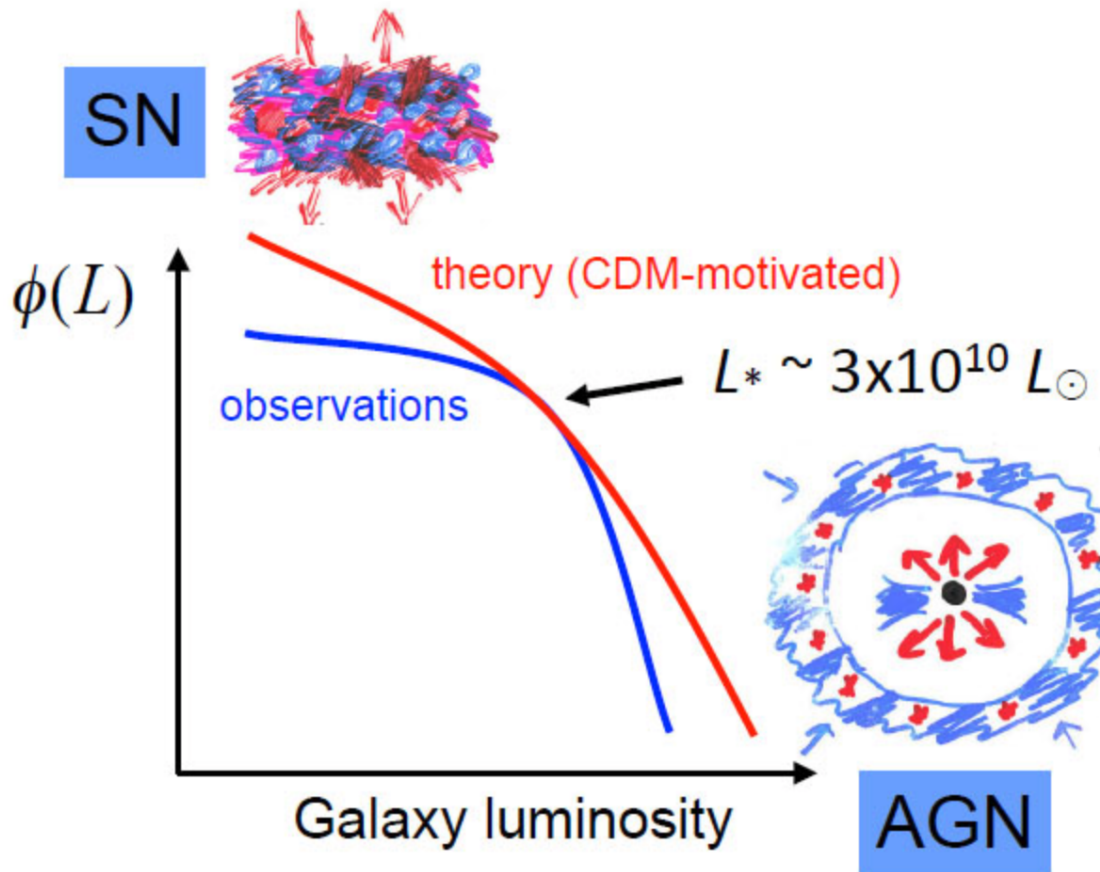 SN
ϕ(L)
theory (CDM-motivated)
observations
L* ~ 3x10¹⁰ L☉
Galaxy luminosity
AGN